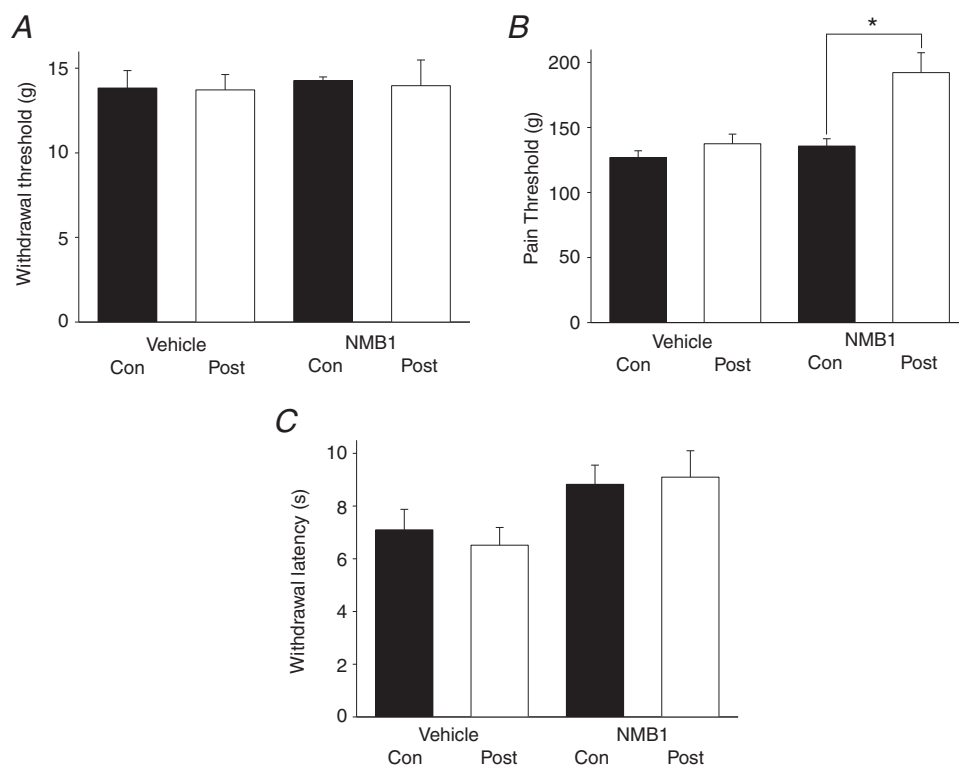 A
Withdrawal threshold (g)
15
10
5
0
Vehicle
NMB1
Con
Post
Con
Post
B
*
Pain Threshold (g)
200
150
100
50
0
Vehicle
NMB1
Con
Post
Con
Post
C
Withdrawal latency (s)
10
8
6
4
2
0
Vehicle
NMB1
Con
Post
Con
Post